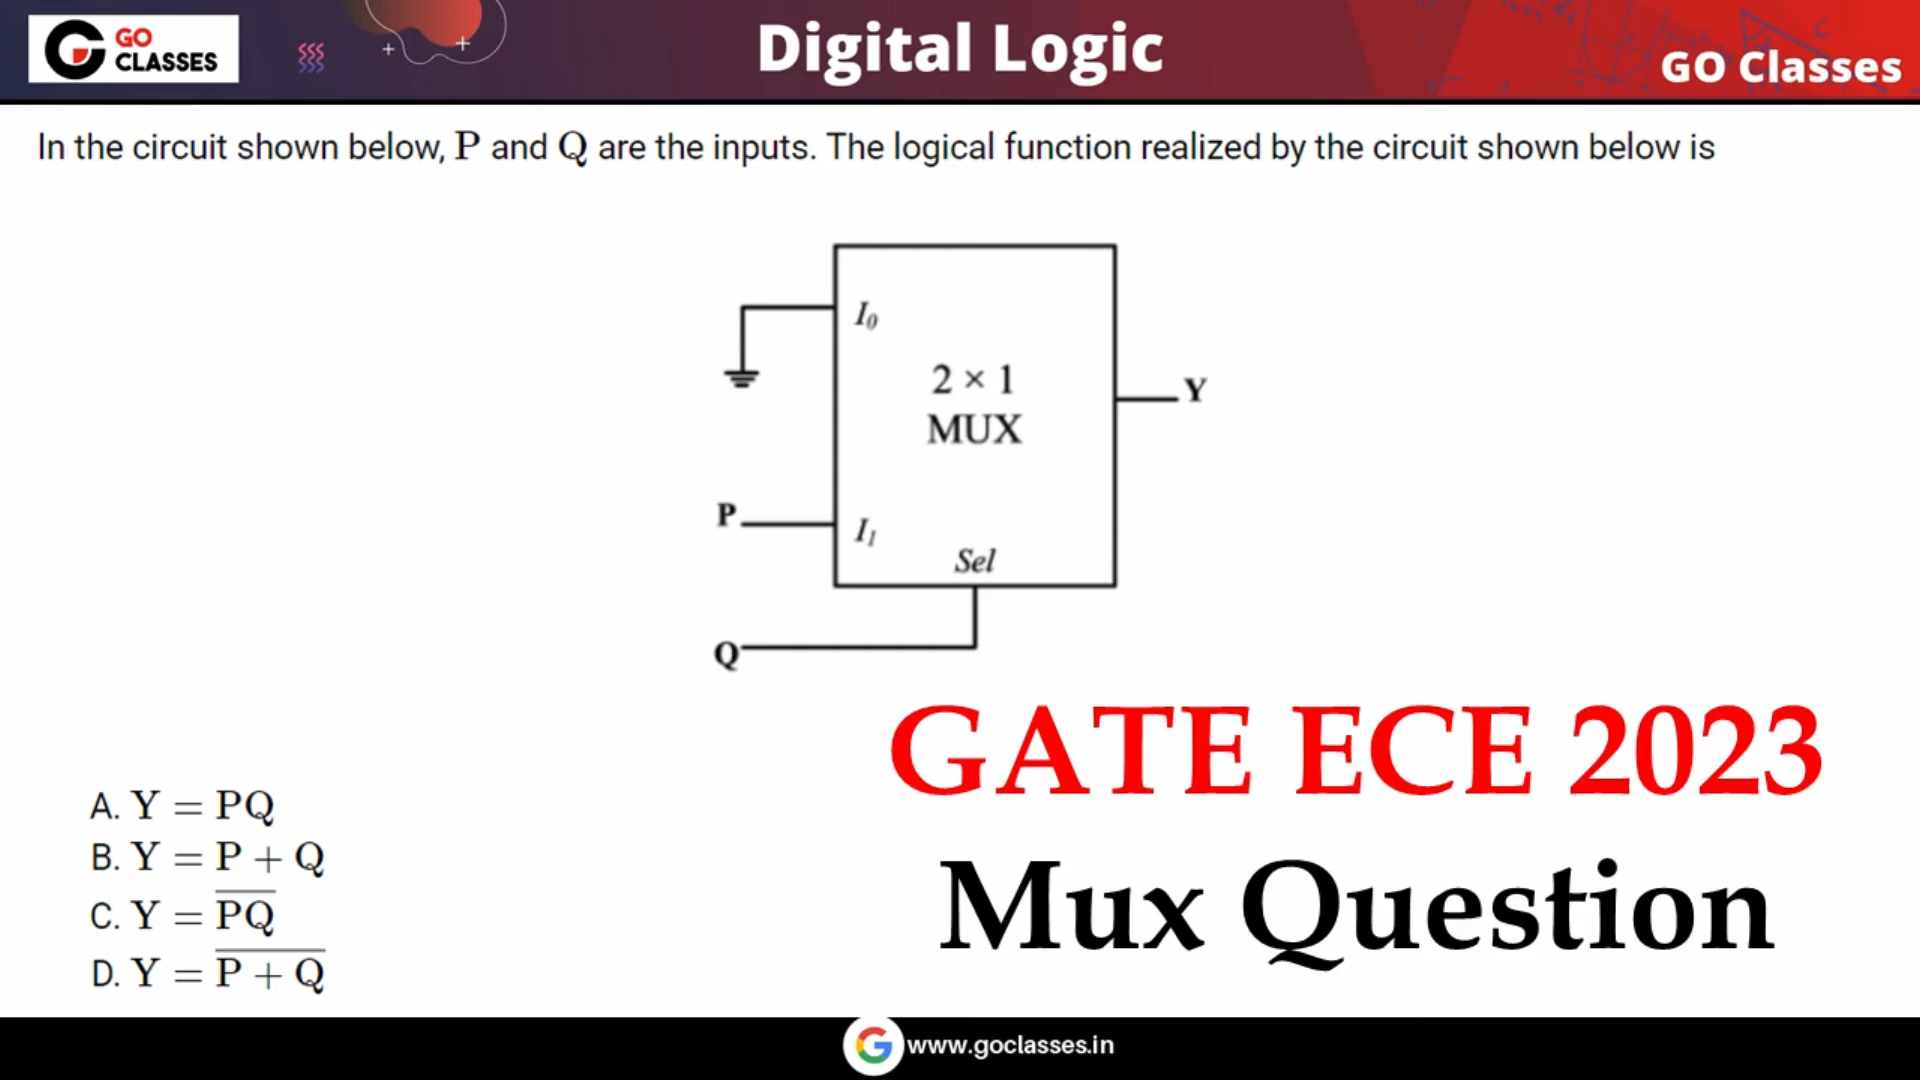 GO
CLASSES
Digital Logic
GO Classes
In the circuit shown below, P and Q are the inputs. The logical function realized by the circuit shown below is
I₀
2 × 1
MUX
Y
P
I₁
Sel
Q
GATE ECE 2023
Mux Question
A. Y = PQ
B. Y = P + Q
C. Y = P̅Q̅
D. Y = P̅ ̅+̅ ̅Q̅
www.goclasses.in